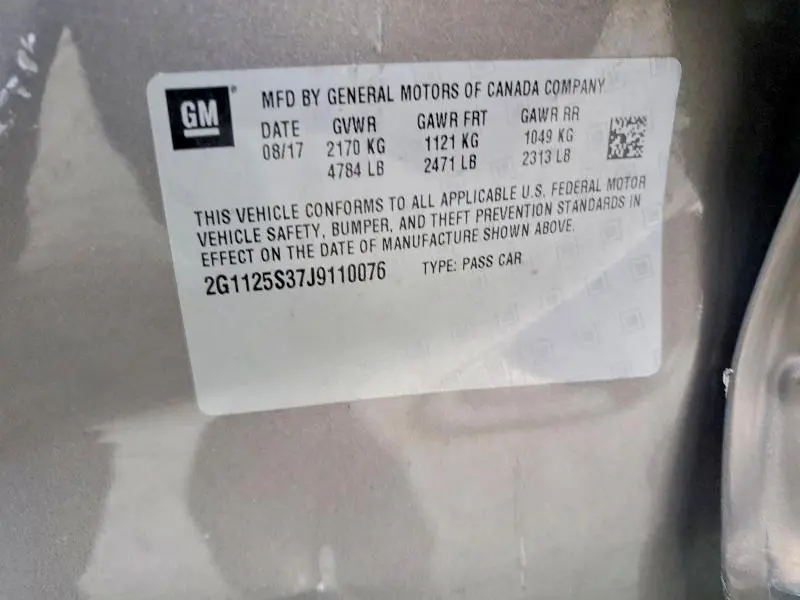 GM
MFD BY GENERAL MOTORS OF CANADA COMPANY
DATE GVWR GAWR FRT GAWR RR
08/17 2170 KG 1121 KG 1049 KG
4784 LB 2471 LB 2313 LB
THIS VEHICLE CONFORMS TO ALL APPLICABLE U.S. FEDERAL MOTOR
VEHICLE SAFETY, BUMPER, AND THEFT PREVENTION STANDARDS IN
EFFECT ON THE DATE OF MANUFACTURE SHOWN ABOVE.
2G1125S37J9110076 TYPE: PASS CAR